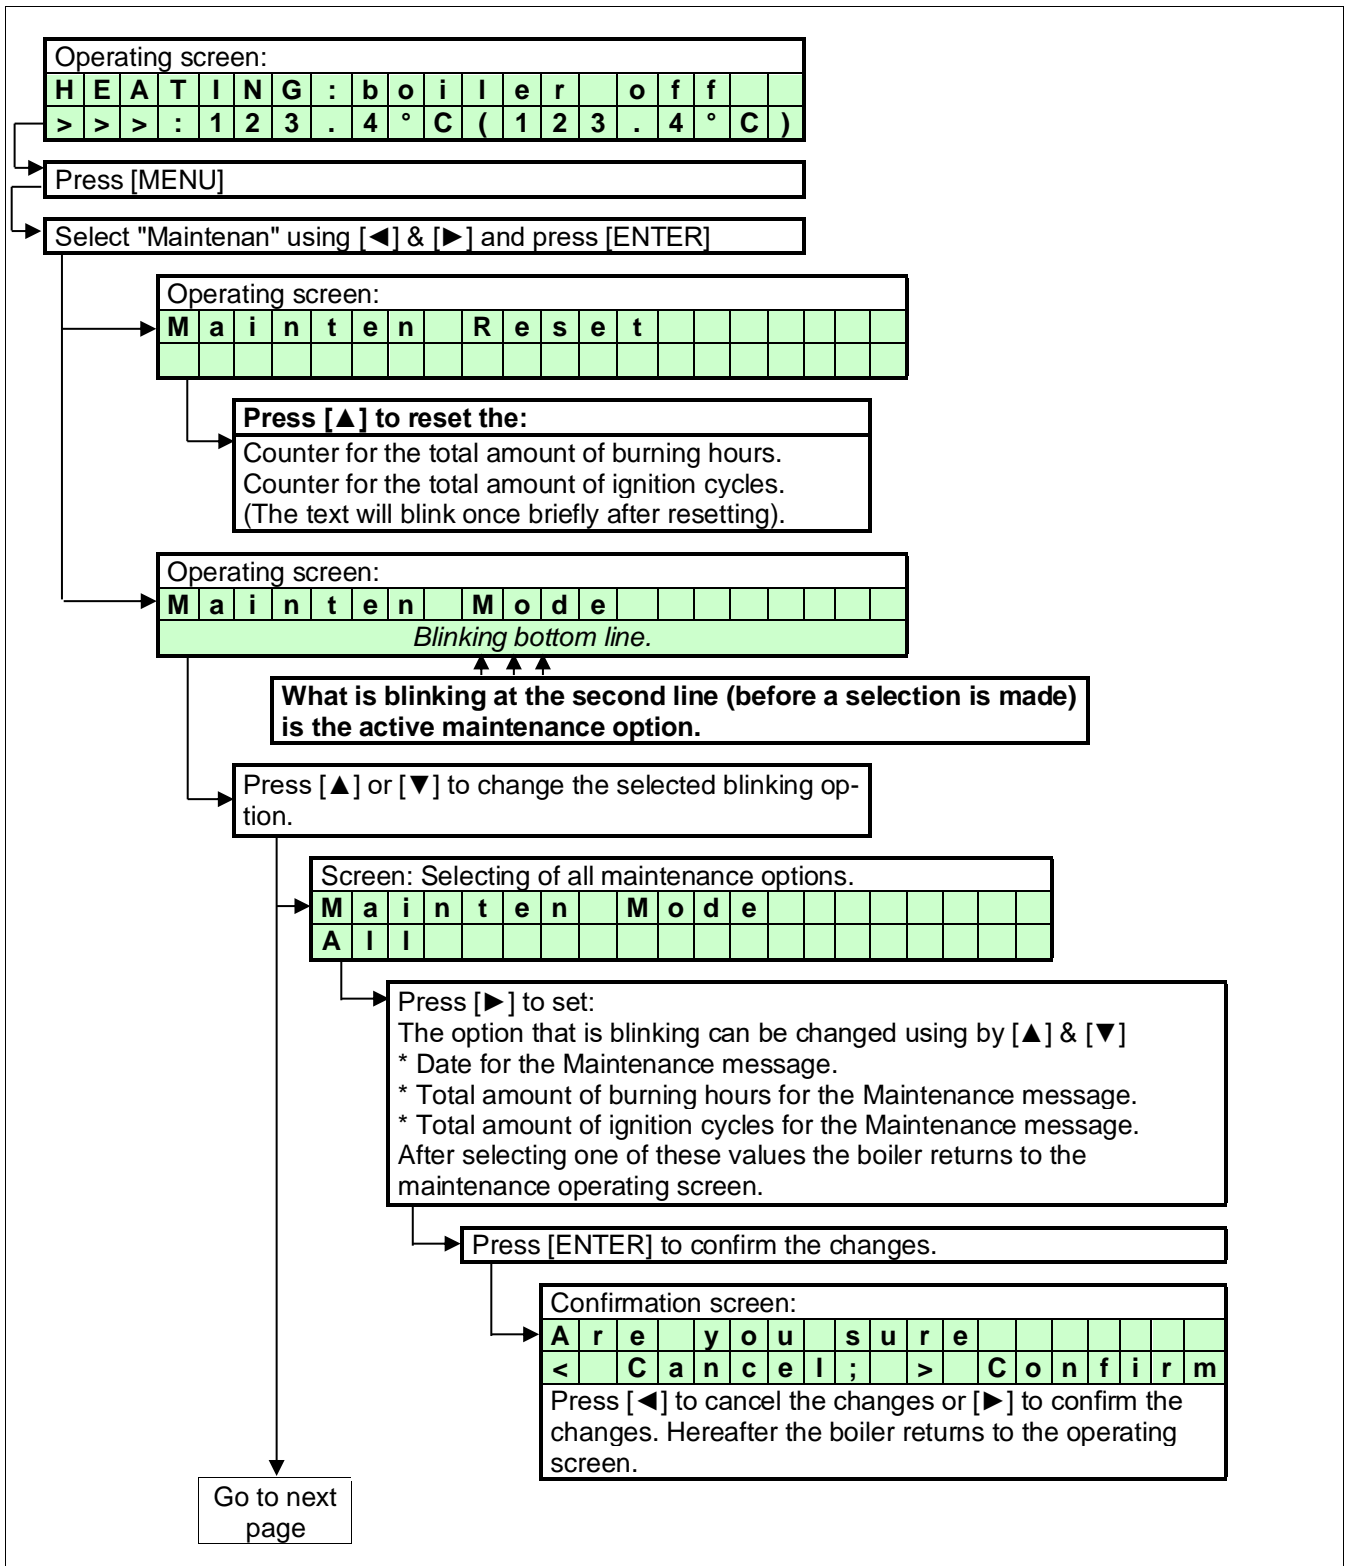 Operating screen:
HEATING:boiler off
>>>:123.4°C(123.4°C)
Press [MENU]
Select "Maintenan" using [◄] & [►] and press [ENTER]
Operating screen:
Mainten Reset
Press [▲] to reset the:
Counter for the total amount of burning hours.
Counter for the total amount of ignition cycles.
(The text will blink once briefly after resetting).
Operating screen:
Mainten Mode
Blinking bottom line.
What is blinking at the second line (before a selection is made)
is the active maintenance option.
Press [▲] or [▼] to change the selected blinking op-
tion.
Screen: Selecting of all maintenance options.
Mainten Mode
All
Press [►] to set:
The option that is blinking can be changed using by [▲] & [▼]
* Date for the Maintenance message.
* Total amount of burning hours for the Maintenance message.
* Total amount of ignition cycles for the Maintenance message.
After selecting one of these values the boiler returns to the
maintenance operating screen.
Press [ENTER] to confirm the changes.
Confirmation screen:
Are you sure
< Cancel; > Confirm
Press [◄] to cancel the changes or [►] to confirm the
changes. Hereafter the boiler returns to the operating
screen.
Go to next
page